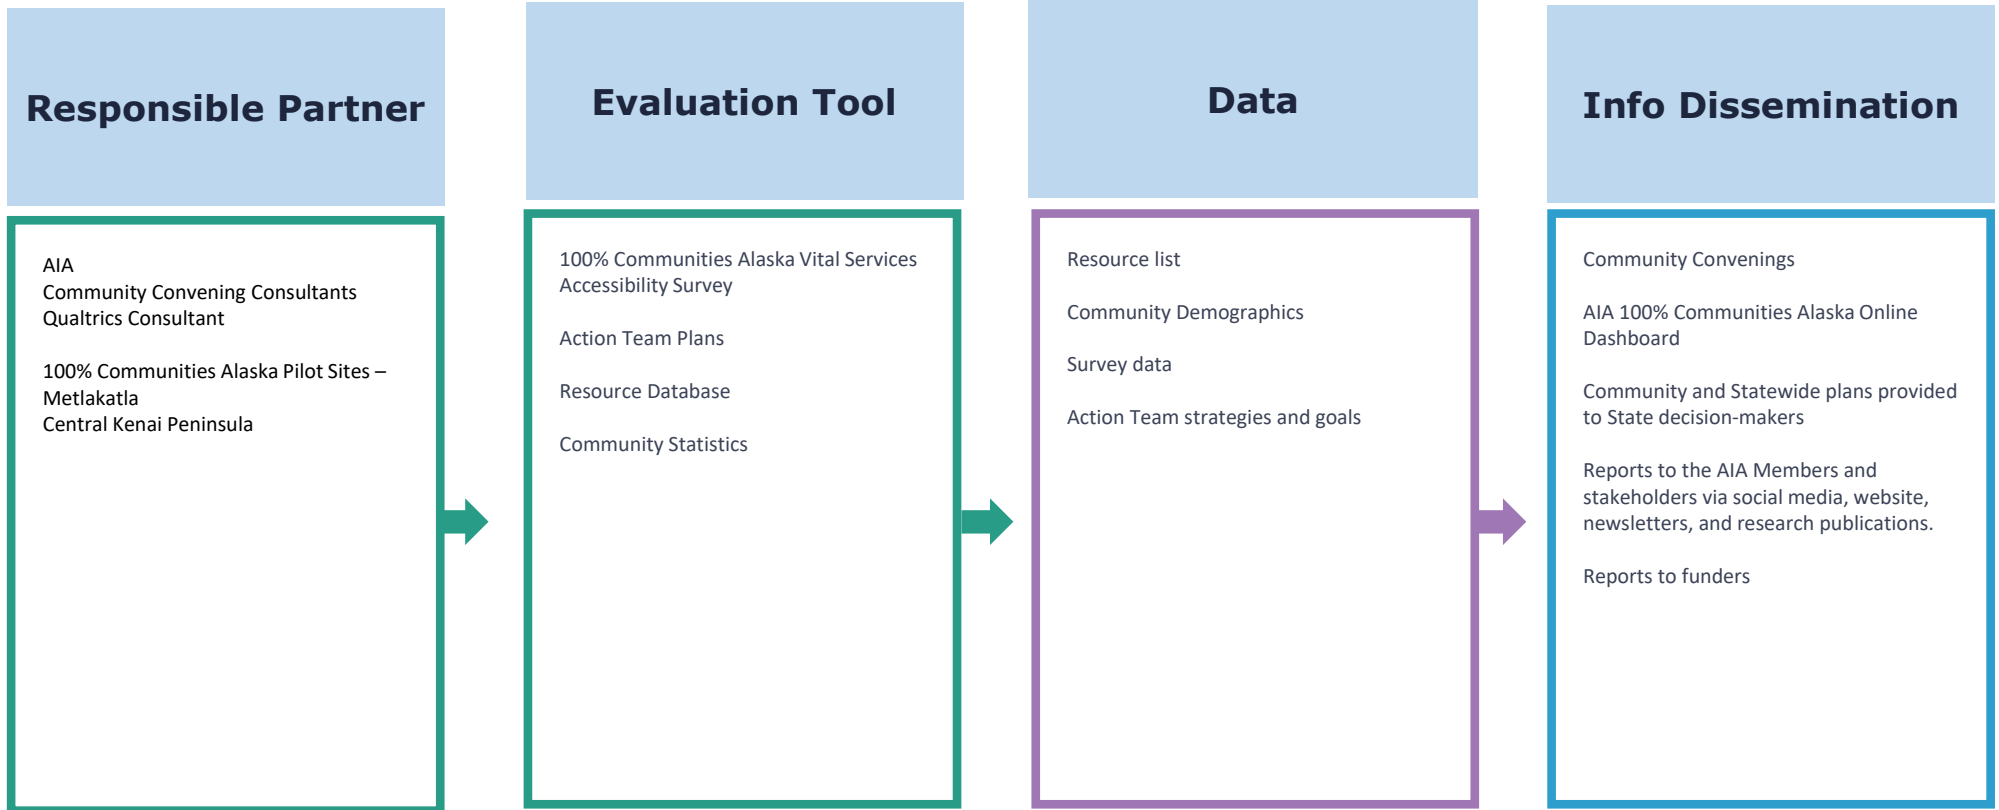 Responsible Partner
AIA
Community Convening Consultants
Qualtrics Consultant
100% Communities Alaska Pilot Sites –
Metlakatla
Central Kenai Peninsula
Evaluation Tool
100% Communities Alaska Vital Services
Accessibility Survey
Action Team Plans
Resource Database
Community Statistics
Data
Resource list
Community Demographics
Survey data
Action Team strategies and goals
Info Dissemination
Community Convenings
AIA 100% Communities Alaska Online
Dashboard
Community and Statewide plans provided
to State decision-makers
Reports to the AIA Members and
stakeholders via social media, website,
newsletters, and research publications.
Reports to funders